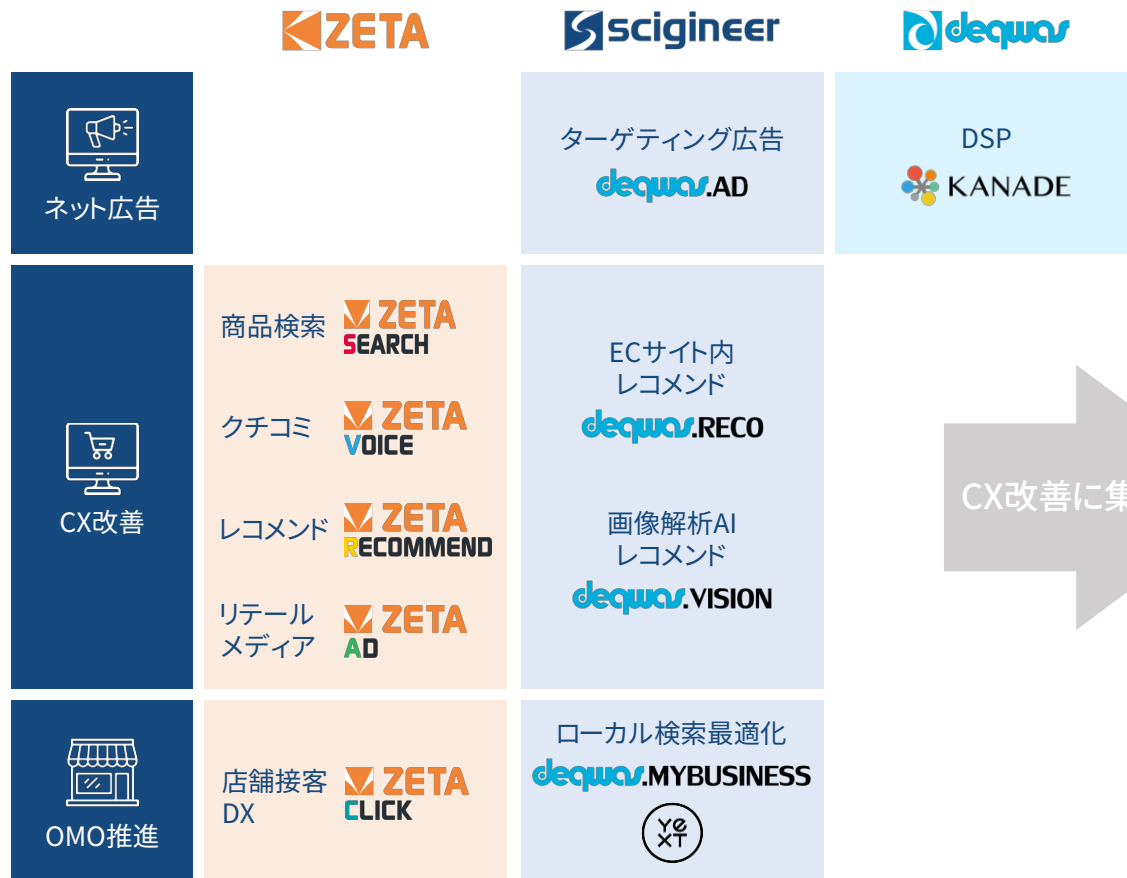 ZETA
scigineer
deqwas
ネット広告
ターゲティング広告
deqwas.AD
DSP
KANADE
CX改善
商品検索
ZETA
SEARCH
クチコミ
ZETA
VOICE
レコメンド
ZETA
RECOMMEND
リテール
メディア
ZETA
AD
ECサイト内
レコメンド
deqwas.RECO
画像解析AI
レコメンド
deqwas.VISION
CX改善に集
OMO推進
店舗接客
DX
ZETA
CLICK
ローカル検索最適化
deqwas.MYBUSINESS
yext